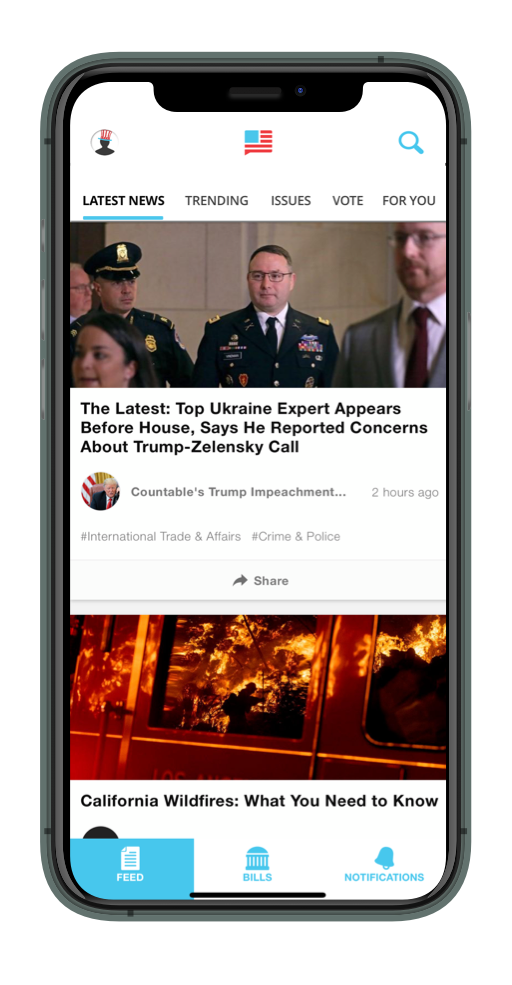 LATEST NEWS TRENDING ISSUES VOTE FOR YOU
The Latest: Top Ukraine Expert Appears
Before House, Says He Reported Concerns
About Trump-Zelensky Call
Countable's Trump Impeachment... 2 hours ago
#International Trade & Affairs #Crime & Police
Share
LOS ANG
California Wildfires: What You Need to Know
FEED BILLS NOTIFICATIONS